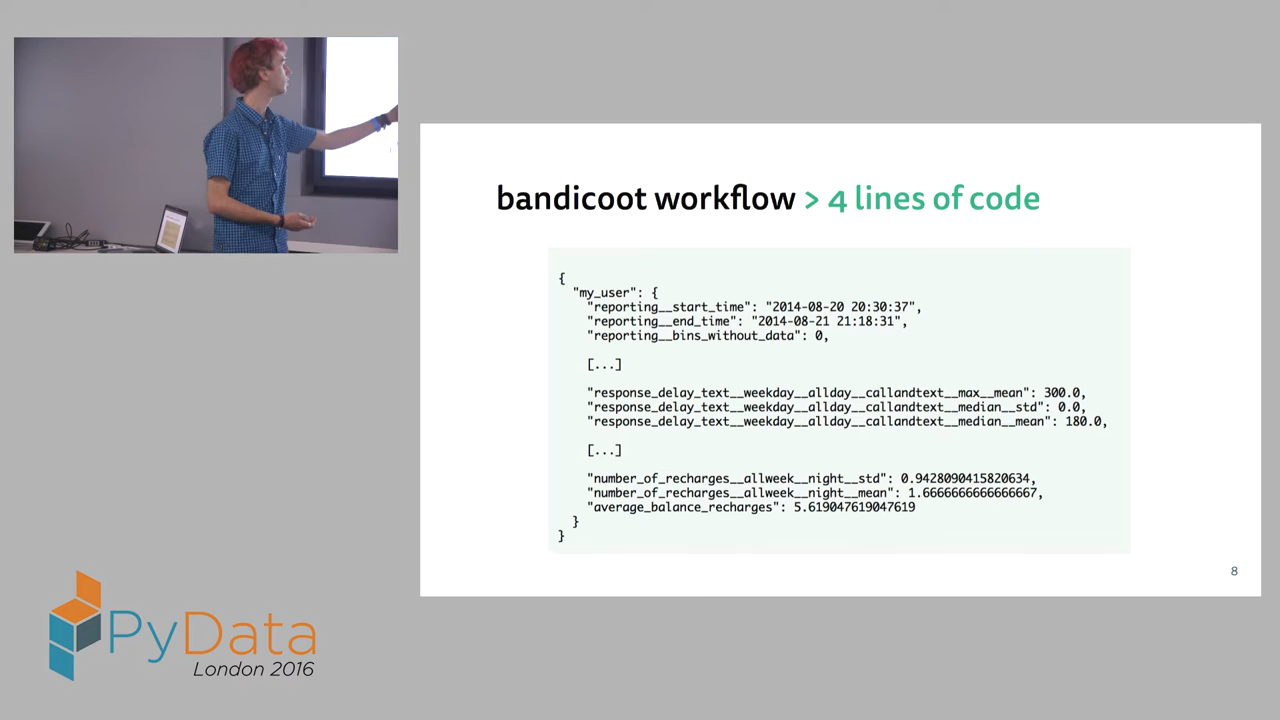 bandicoot workflow > 4 lines of code
{
"my_user": {
"reporting__start_time": "2014-08-20 20:30:37",
"reporting__end_time": "2014-08-21 21:18:31",
"reporting__bins_without_data": 0,
[...]
"response_delay_text__weekday__allday__callandtext__max__mean": 300.0,
"response_delay_text__weekday__allday__callandtext__median__std": 0.0,
"response_delay_text__weekday__allday__callandtext__median__mean": 180.0,
[...]
"number_of_recharges__allweek__night__std": 0.9428090415820634,
"number_of_recharges__allweek__night__mean": 1.6666666666666667,
"average_balance_recharges": 5.619047619047619
}
}
8
PyData
London 2016